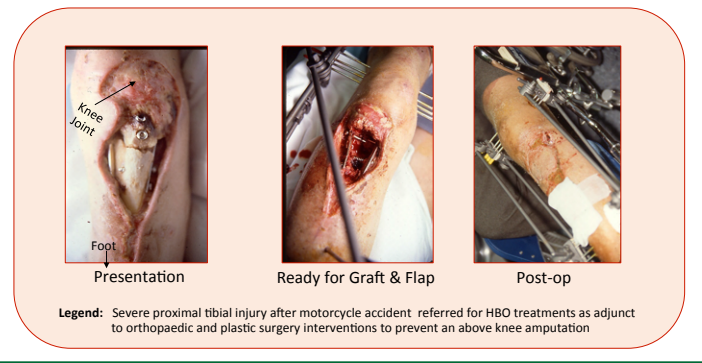 Knee
Joint
Foot
Presentation
Ready for Graft & Flap
Post-op
Legend: Severe proximal tibial injury after motorcycle accident referred for HBO treatments as adjunct
to orthopaedic and plastic surgery interventions to prevent an above knee amputation